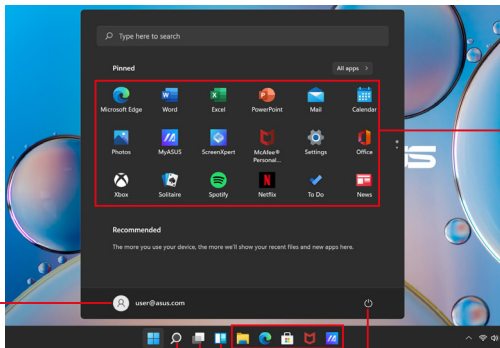 Type here to search
Pinned
All apps >
Microsoft Edge
Word
Excel
PowerPoint
Mail
Calendar
Photos
MyASUS
ScreenXpert
McAfee®
Personal...
Settings
Office
Xbox
Solitaire
Spotify
Netflix
To Do
News
Recommended
The more you use your device, the more we'll show your recent files and new apps here.
user@asus.com